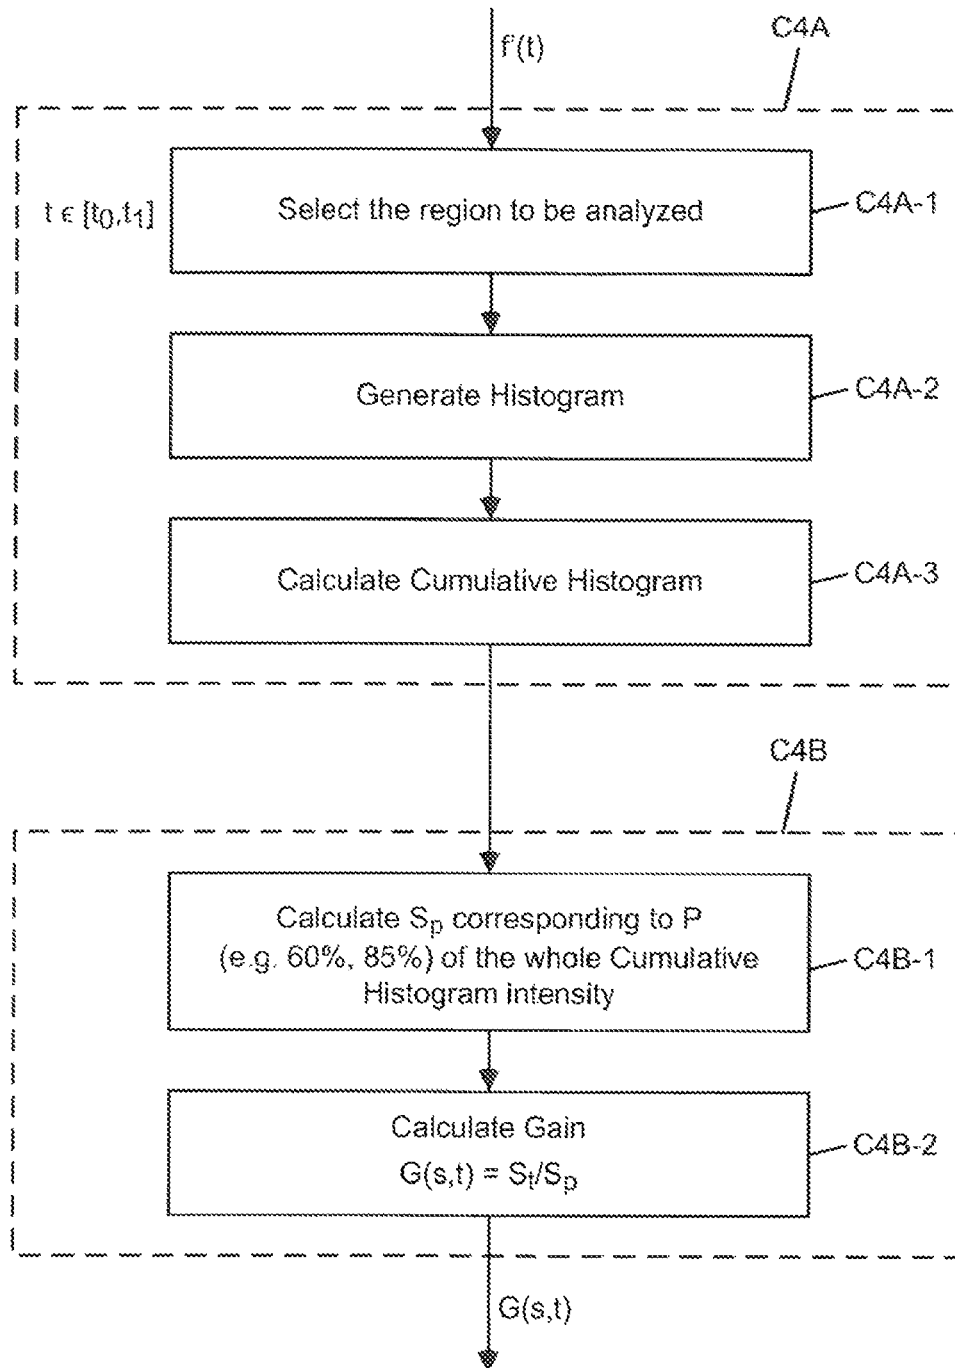 C4A
f'(t)
t ϵ [t₀,t₁]
Select the region to be analyzed
C4A-1
Generate Histogram
C4A-2
Calculate Cumulative Histogram
C4A-3
C4B
Calculate Sₚ corresponding to P
(e.g. 60%, 85%) of the whole Cumulative
Histogram intensity
C4B-1
Calculate Gain
G(s,t) = Sₜ/Sₚ
C4B-2
G(s,t)